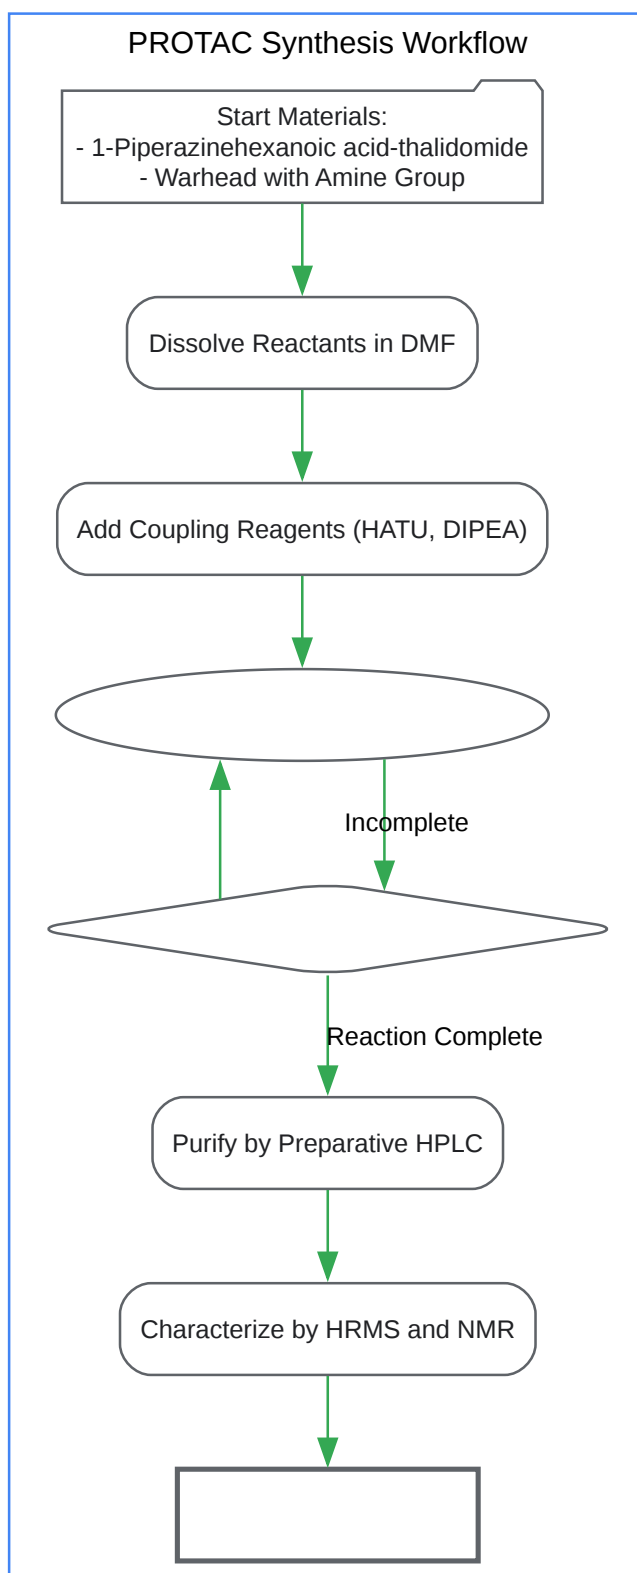 PROTAC Synthesis Workflow
Start Materials:
- 1-Piperazinehexanoic acid-thalidomide
- Warhead with Amine Group
Dissolve Reactants in DMF
Add Coupling Reagents (HATU, DIPEA)
Incomplete
Reaction Complete
Purify by Preparative HPLC
Characterize by HRMS and NMR